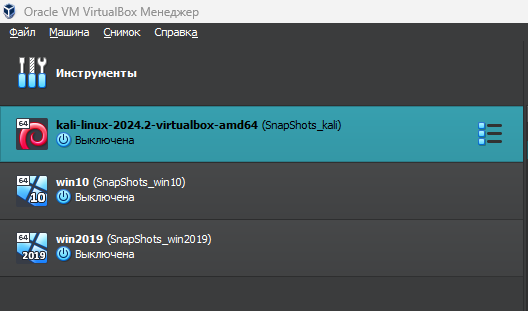 Oracle VM VirtualBox Менеджер
Файл Машина Снимок Справка
Инструменты
64
kali-linux-2024.2-virtualbox-amd64 (SnapShots_kali)
Выключена
64
10
win10 (SnapShots_win10)
Выключена
64
2019
win2019 (SnapShots_win2019)
Выключена